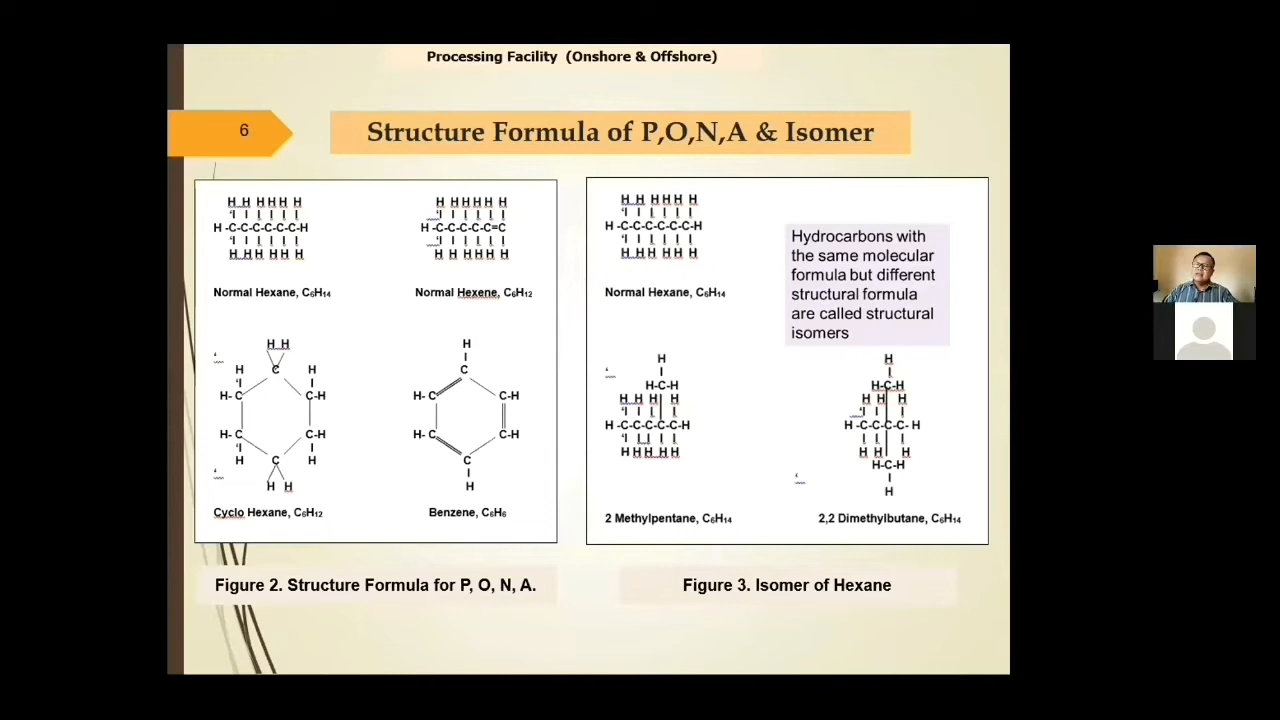 Processing Facility (Onshore & Offshore)
6
Structure Formula of P,O,N,A & Isomer
H H H H H H
H -C-C-C-C-C-C-H
H H H H H H
Normal Hexane, C₆H₁₄
H H H H H H
H -C-C-C-C-C=C
H H H H H H
Normal Hexene, C₆H₁₂
H H
H C H
H- C C-H
H- C C-H
H C H
H H
Cyclo Hexane, C₆H₁₂
H
C
H- C C-H
H- C C-H
C
H
Benzene, C₆H₆
Figure 2. Structure Formula for P, O, N, A.
H H H H H H
H -C-C-C-C-C-C-H
H H H H H H
Normal Hexane, C₆H₁₄
Hydrocarbons with
the same molecular
formula but different
structural formula
are called structural
isomers
H
H-C-H
H H H H
H -C-C-C-C-C-H
H H H H H
2 Methylpentane, C₆H₁₄
H
H-C-H
H H H
H -C-C-C-C- H
H H H
H-C-H
H
2,2 Dimethylbutane, C₆H₁₄
Figure 3. Isomer of Hexane